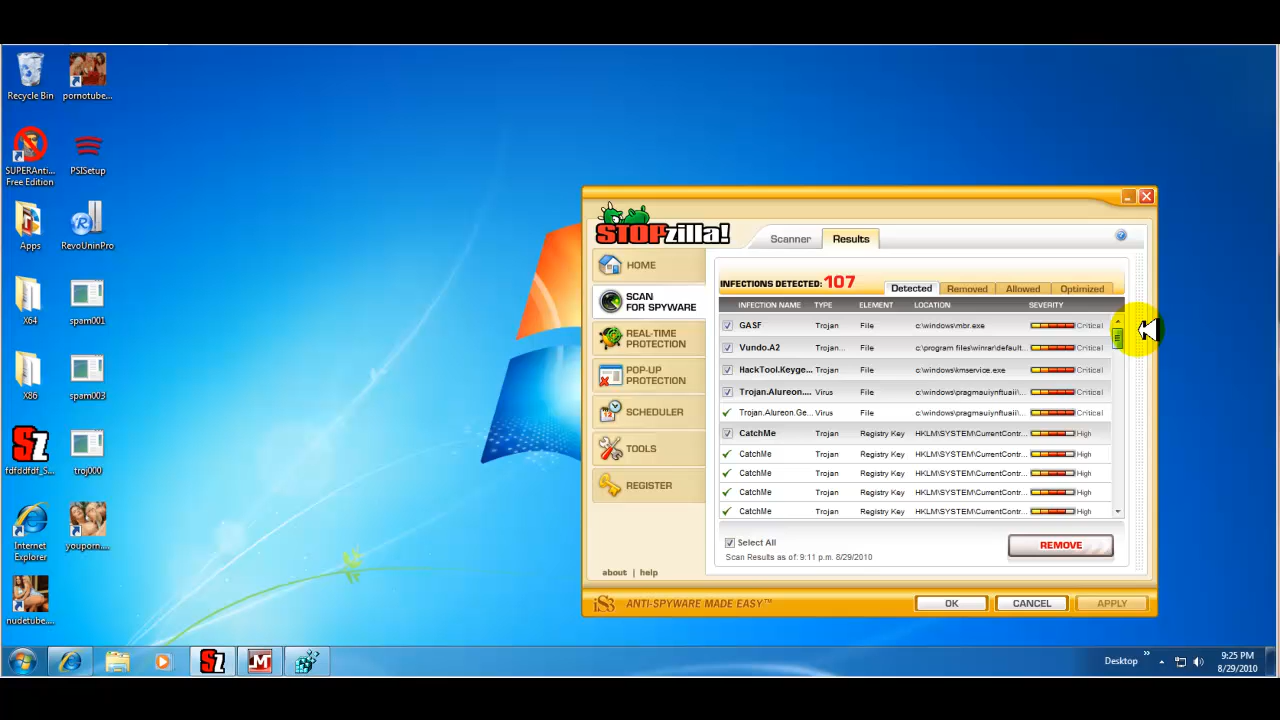 Recycle Bin
pornotube...
SUPERAnti...
Free Edition
PSISetup
Apps
RevoUninPro
X64
spam001
X86
spam003
fdfddfdf_S...
troj000
Internet
Explorer
youporn....
nudetube....
STOPzilla!
Scanner
Results
HOME
SCAN
FOR SPYWARE
REAL-TIME
PROTECTION
POP-UP
PROTECTION
SCHEDULER
TOOLS
REGISTER
about | help
INFECTIONS DETECTED: 107
Detected Removed Allowed Optimized
INFECTION NAME TYPE ELEMENT LOCATION SEVERITY
GASF Trojan File c:\windows\mbr.exe Critical
Vundo.A2 Trojan... File c:\program files\winrar\default... Critical
HackTool.Keyge... Trojan File c:\windows\kmservice.exe Critical
Trojan.Alureon.... Virus File c:\windows\pragmauiynftuaii\... Critical
Trojan.Alureon.Ge... Virus File c:\windows\pragmauiynftuaii\... Critical
CatchMe Trojan Registry Key HKLM\SYSTEM\CurrentContr... High
CatchMe Trojan Registry Key HKLM\SYSTEM\CurrentContr... High
CatchMe Trojan Registry Key HKLM\SYSTEM\CurrentContr... High
CatchMe Trojan Registry Key HKLM\SYSTEM\CurrentContr... High
CatchMe Trojan Registry Key HKLM\SYSTEM\CurrentContr... High
Select All
REMOVE
Scan Results as of: 9:11 p.m. 8/29/2010
iS3 ANTI-SPYWARE MADE EASY™
OK
CANCEL
APPLY
Desktop
9:25 PM
8/29/2010